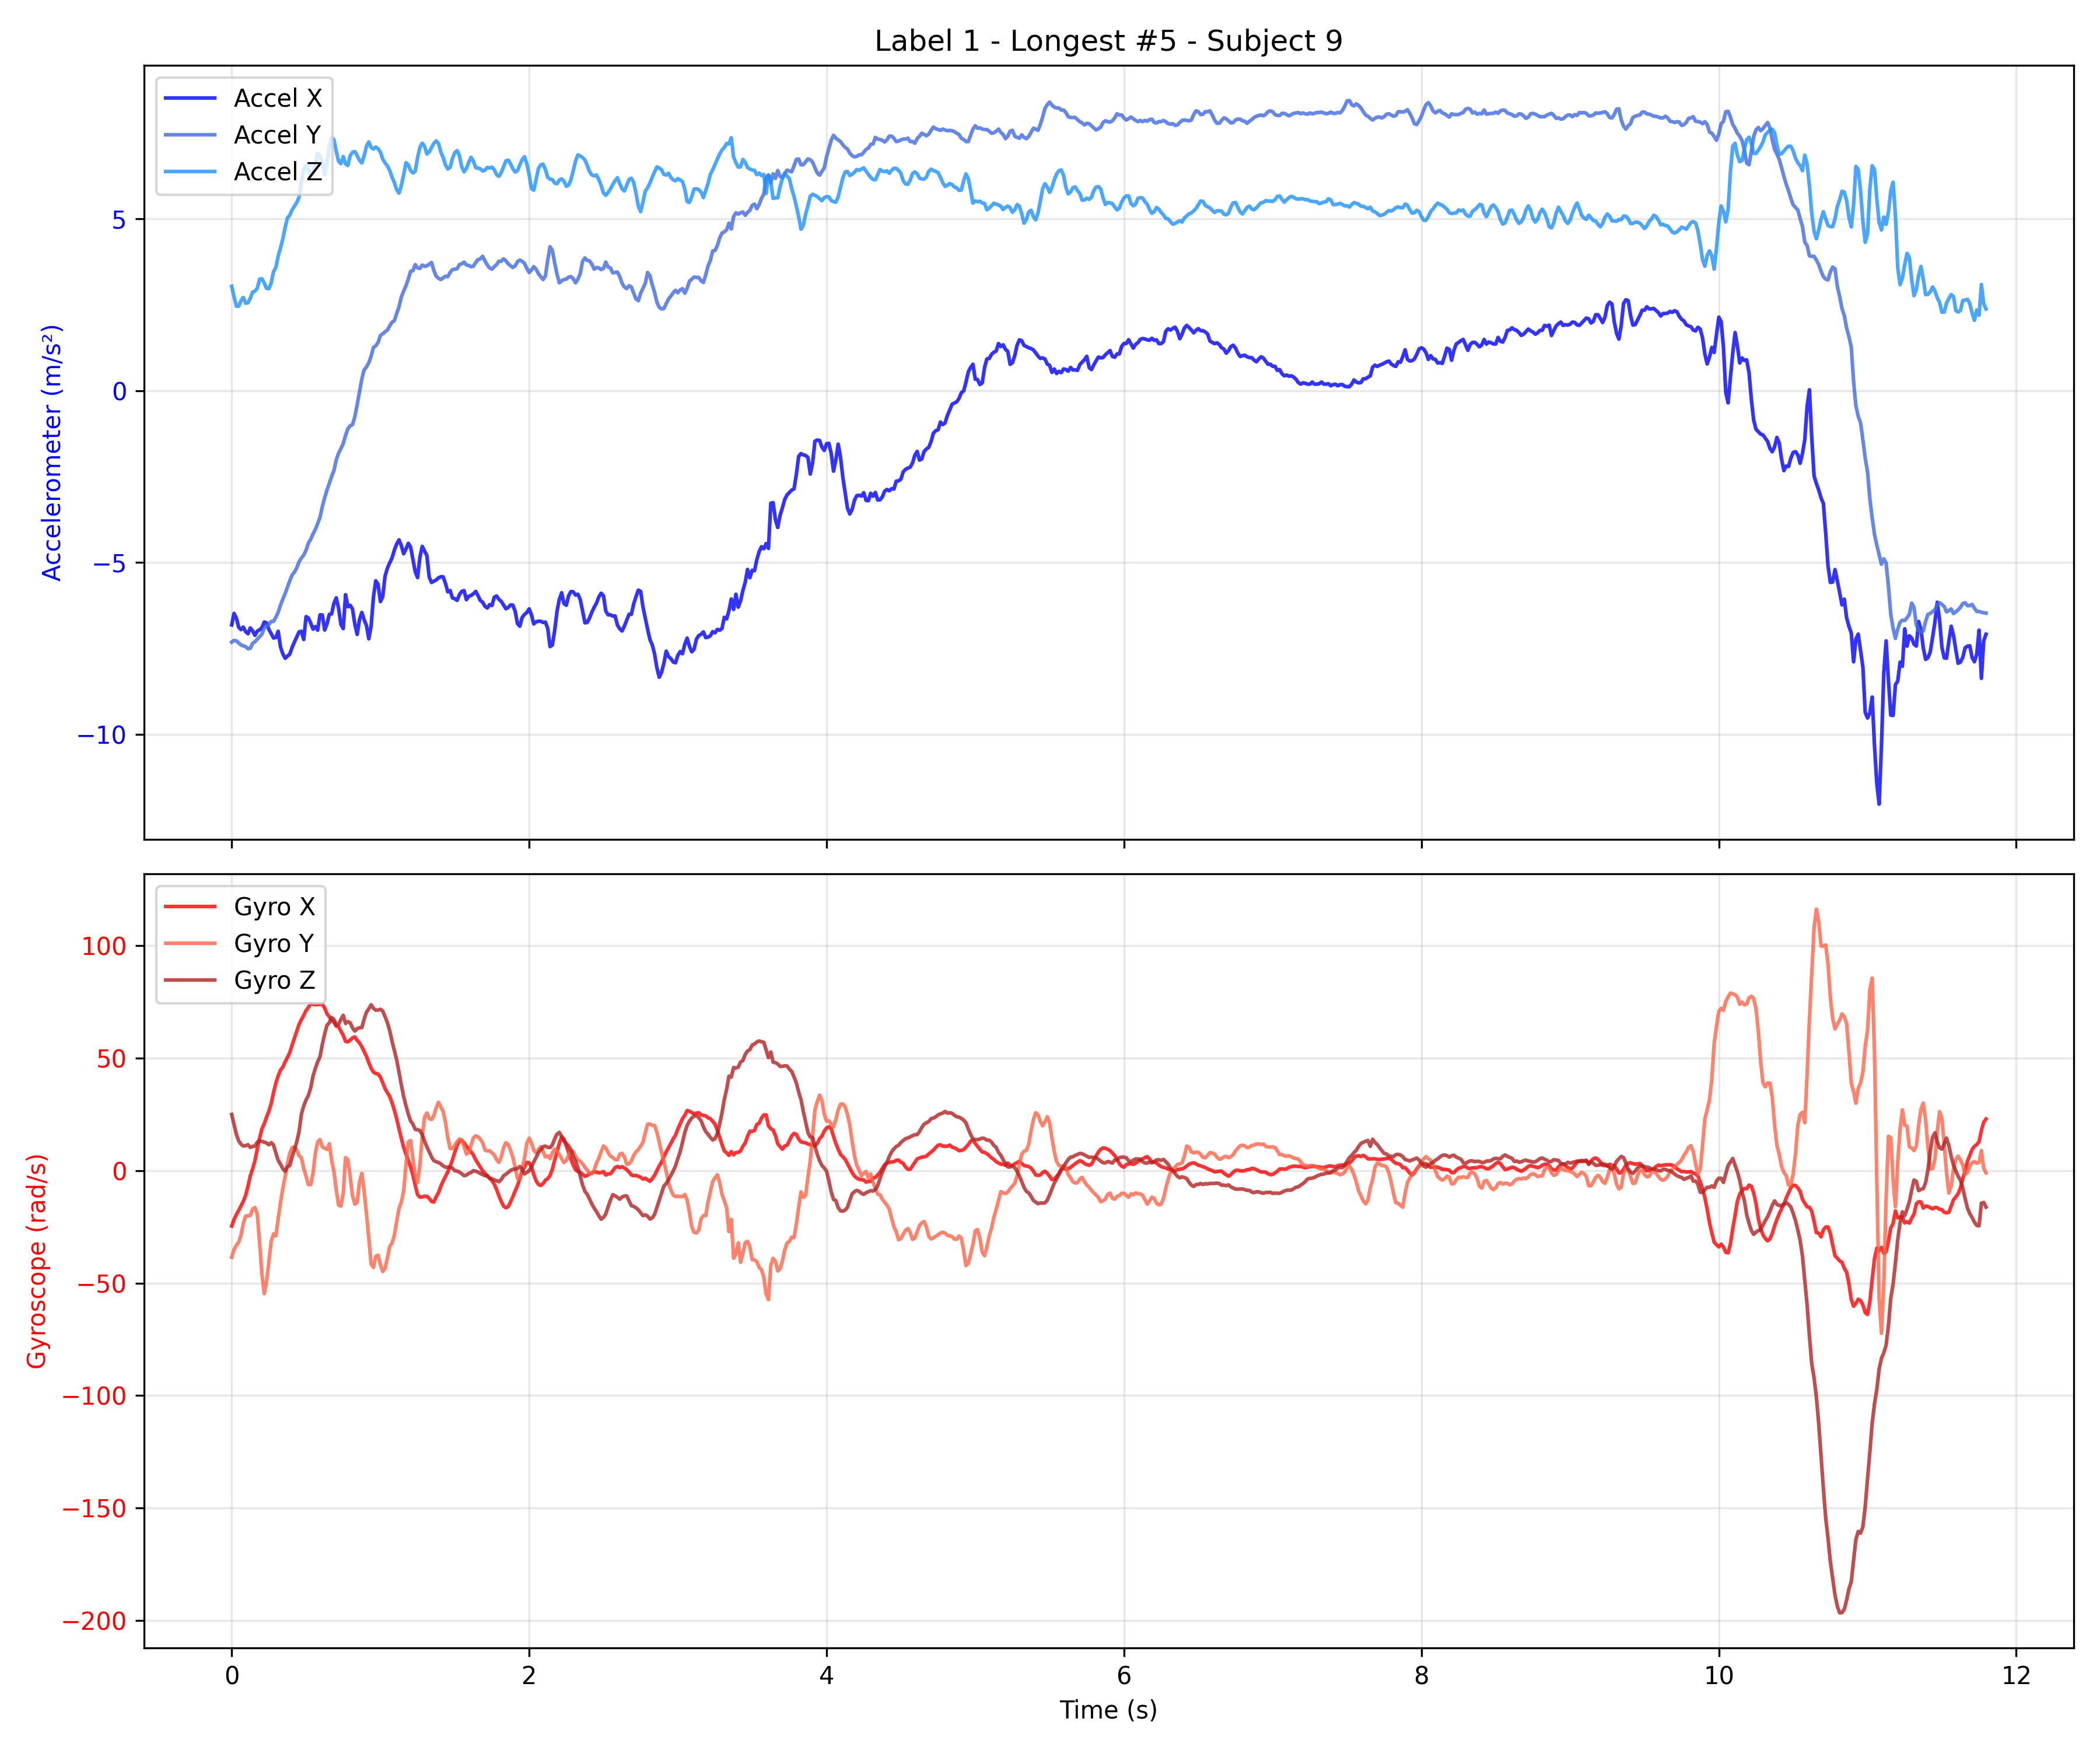 Label 1 - Longest #5 - Subject 9
Accel X
Accel Y
Accel Z
Accelerometer (m/s²)
5
0
−5
−10
Gyro X
Gyro Y
Gyro Z
Gyroscope (rad/s)
100
50
0
−50
−100
−150
−200
0 2 4 6 8 10 12
Time (s)